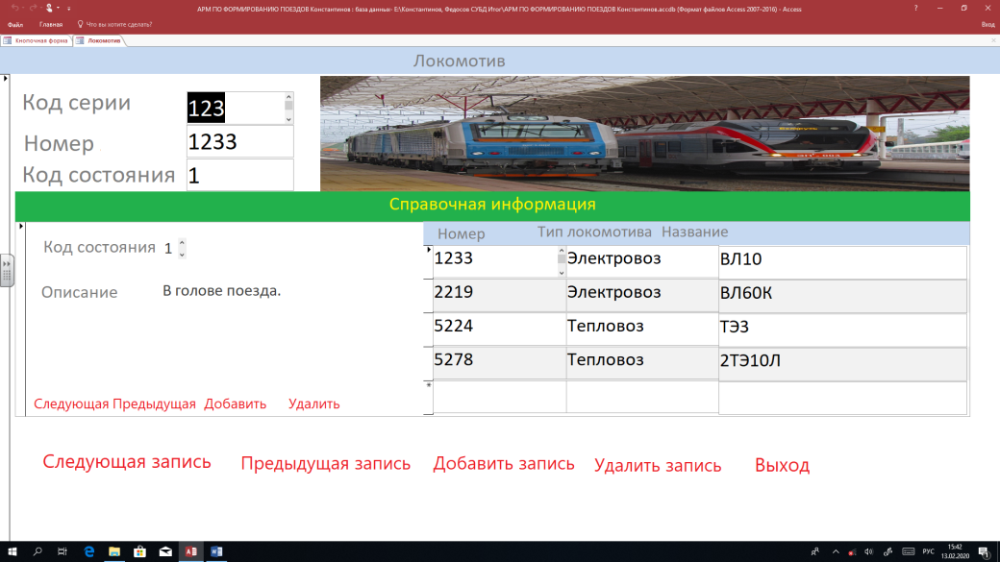 АРМ ПО ФОРМИРОВАНИЮ ПОЕЗДОВ Константинов : база данных- E:\Константинов, Федосов СУБД Итог\АРМ ПО ФОРМИРОВАНИЮ ПОЕЗДОВ Константинов.accdb (Формат файлов Access 2007–2016) - Access
?
Файл Главная Что вы хотите сделать? Вход
Кнопочная форма Локомотив
Локомотив
Код серии 123
Номер 1233
Код состояния 1
Справочная информация
Код состояния 1
Описание В голове поезда.
Номер Тип локомотива Название
1233 Электровоз ВЛ10
2219 Электровоз ВЛ60К
5224 Тепловоз ТЭ3
5278 Тепловоз 2ТЭ10Л
Следующая Предыдущая Добавить Удалить
Следующая запись Предыдущая запись Добавить запись Удалить запись Выход
РУС
15:42
13.02.2020